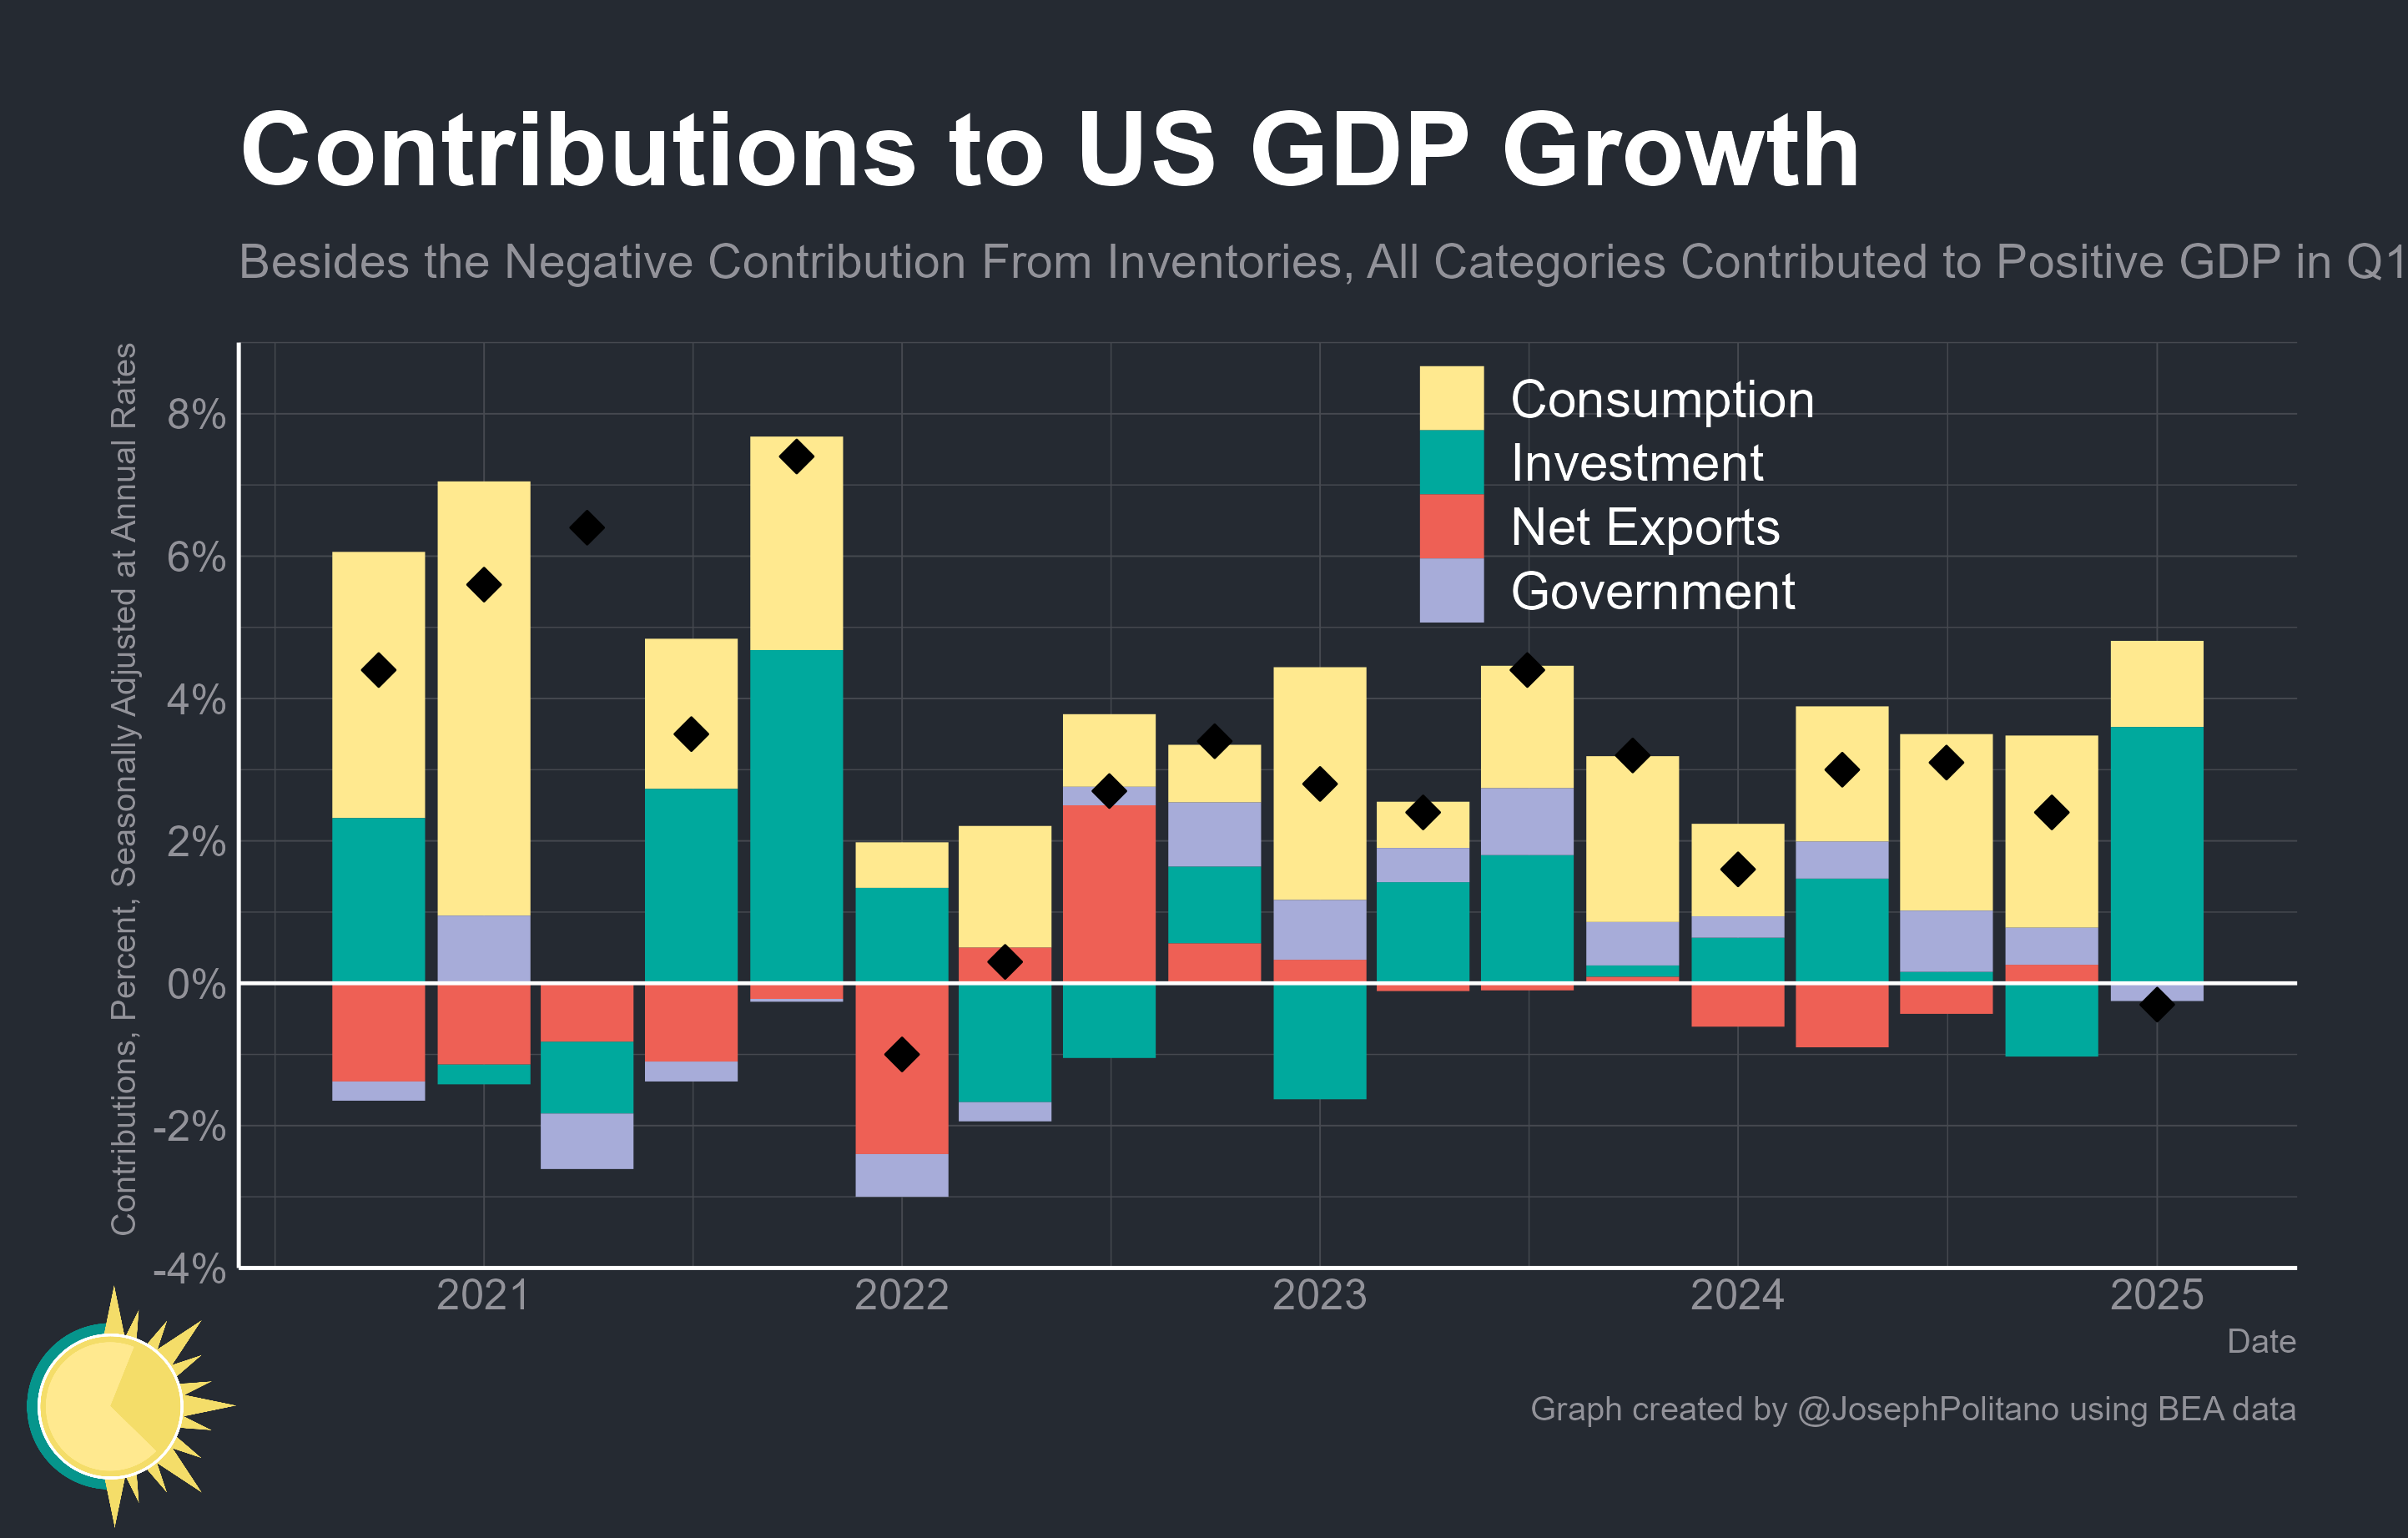 Contributions to US GDP Growth
Besides the Negative Contribution From Inventories, All Categories Contributed to Positive GDP in Q1
Contributions, Percent, Seasonally Adjusted at Annual Rates
8%
6%
4%
2%
0%
-2%
-4%
Consumption
Investment
Net Exports
Government
2021
2022
2023
2024
2025
Date
Graph created by @JosephPolitano using BEA data